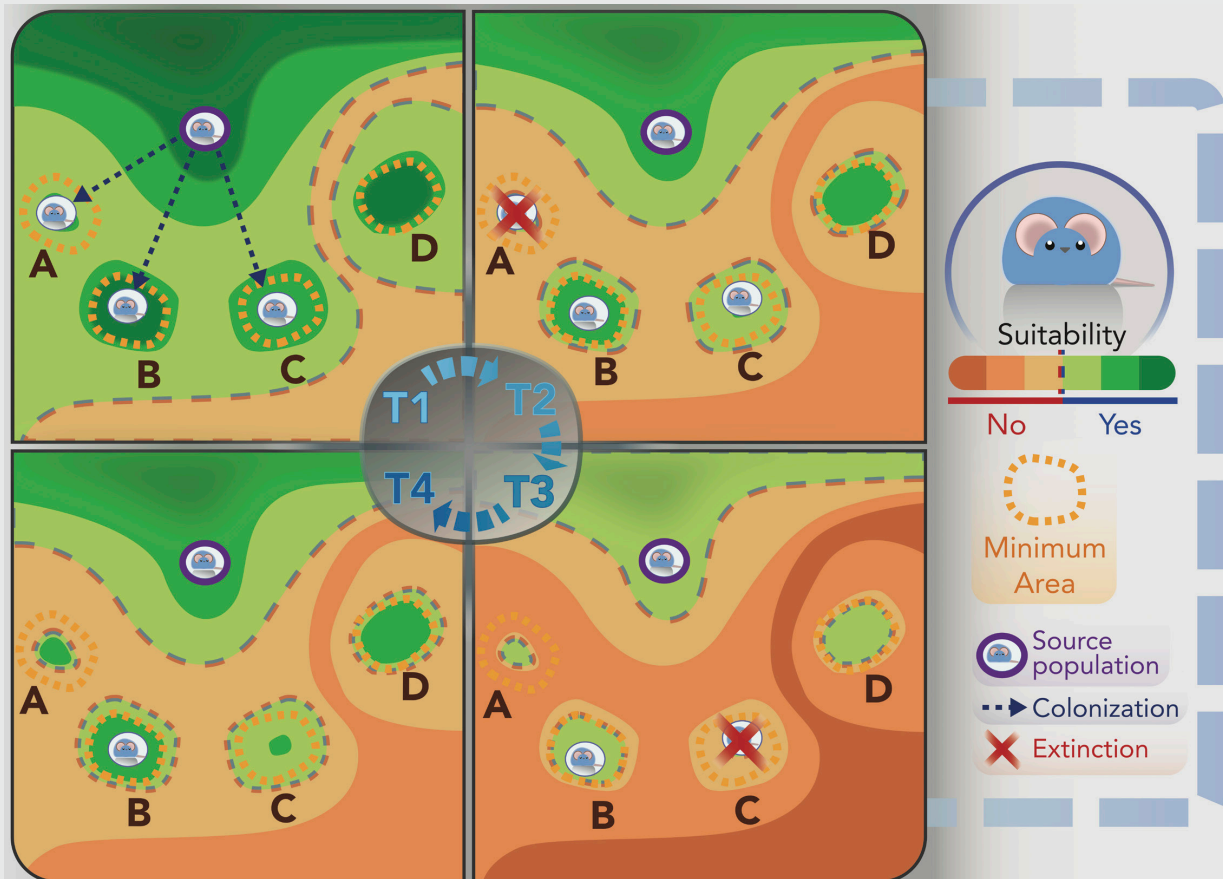 A
B
C
D
A
B
C
D
T1
T2
T4
T3
A
B
C
D
A
B
C
D
Suitability
No
Yes
Minimum
Area
Source
population
Colonization
Extinction